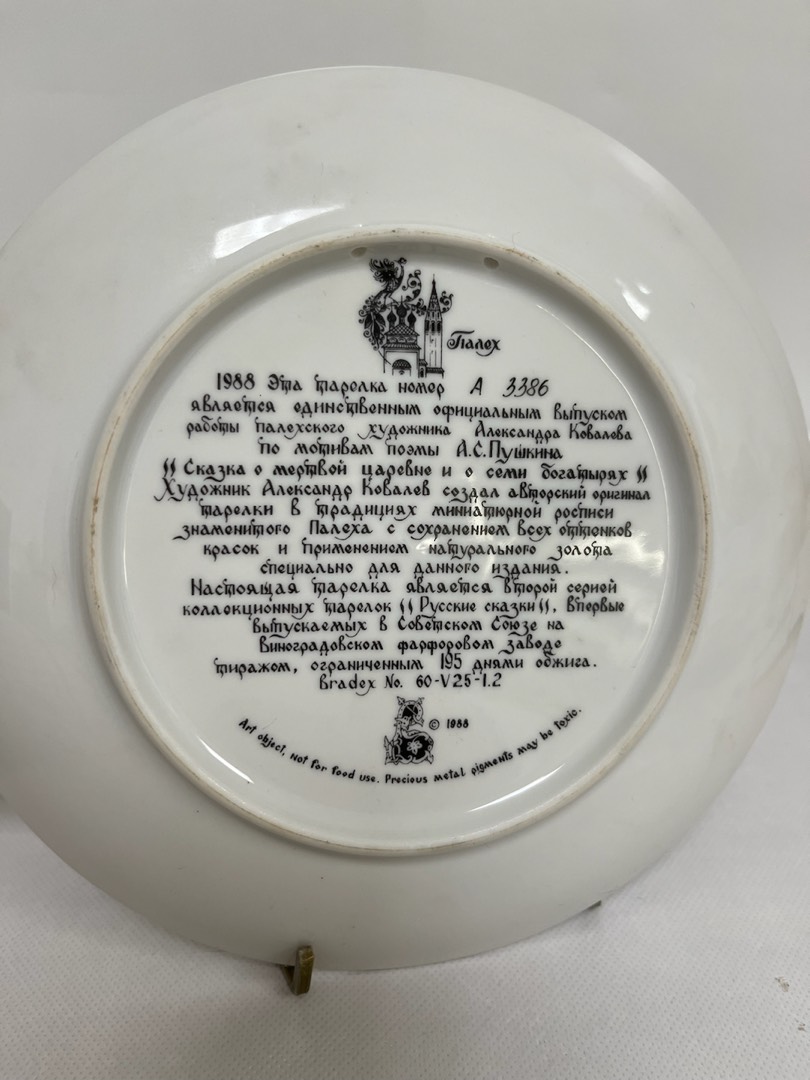 Палех
1988 Эта тарелка номер А 3386
является единственным официальным выпуском
работы палехского художника Александра Ковалева
по мотивам поэмы А.С.Пушкина
"Сказка о мертвой царевне и о семи богатырях"
Художник Александр Ковалев создал авторский оригинал
тарелки в традициях миниатюрной росписи
знаменитого Палеха с сохранением всех оттенков
красок и применением натурального золота
специально для данного издания.
Настоящая тарелка является второй серией
коллекционных тарелок "Русские сказки", впервые
выпускаемых в Советском Союзе на
Виноградовском фарфоровом заводе
тиражом, ограниченным 195 днями обжига.
Bradex No. 60-V25-1.2
© 1988
Art object, not for food use. Precious metal pigments may be toxic.